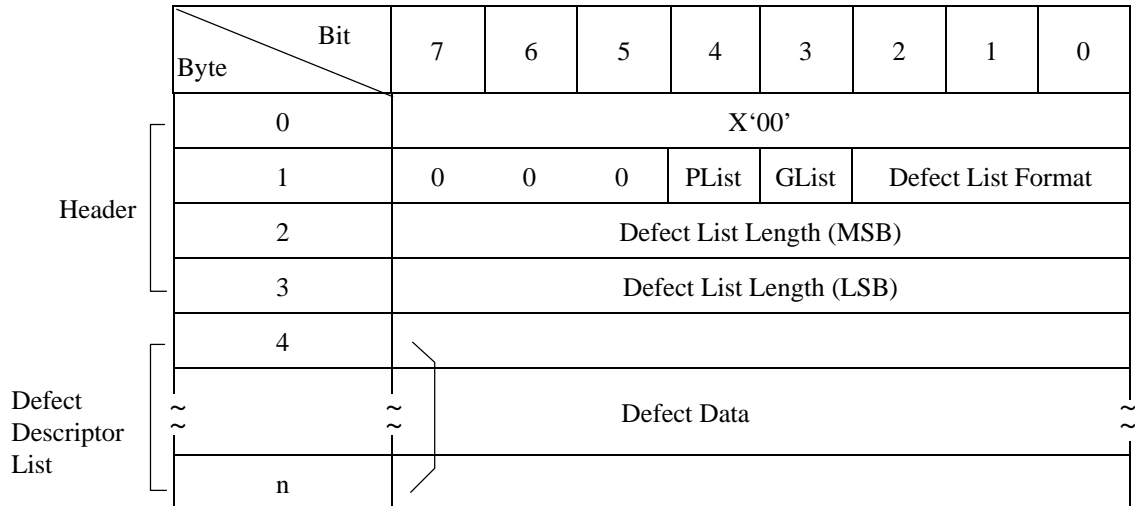 Bit
Byte 7 6 5 4 3 2 1 0
0 X‘00’
1 0 0 0 PList GList Defect List Format
Header
2 Defect List Length (MSB)
3 Defect List Length (LSB)
4
Defect
Descriptor
List
Defect Data
n